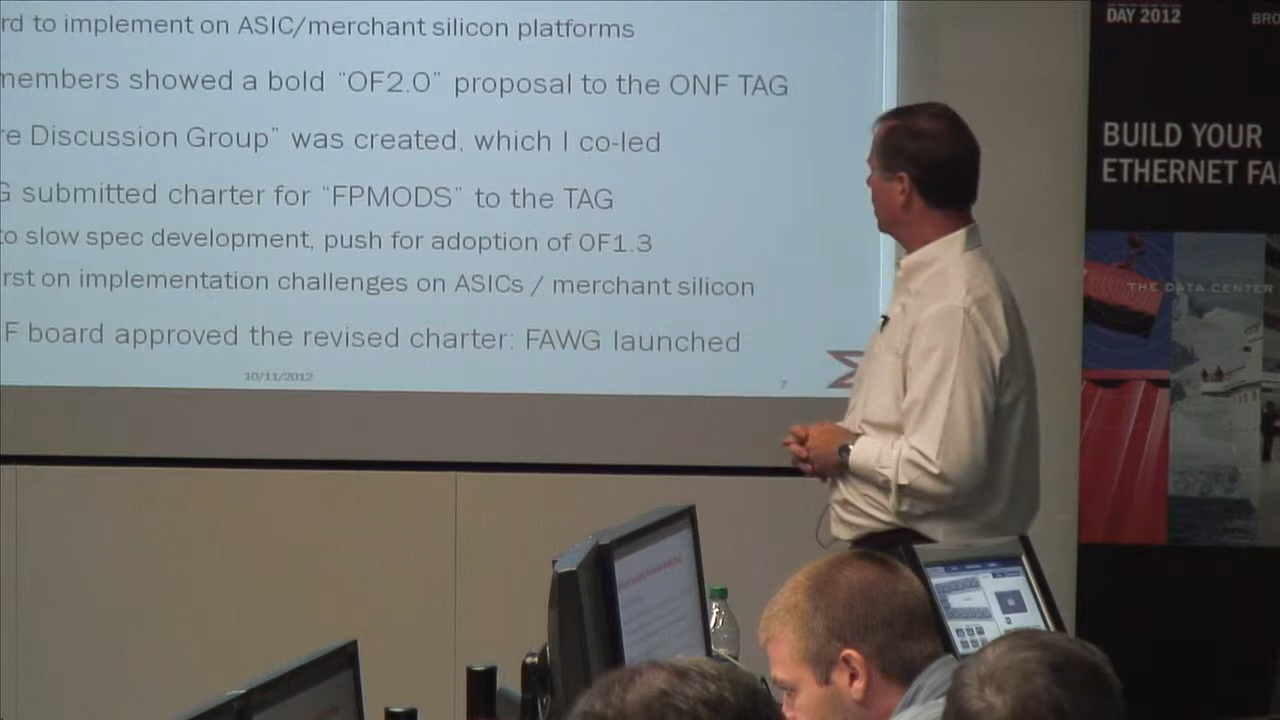 rd to implement on ASIC/merchant silicon platforms
members showed a bold “OF2.0” proposal to the ONF TAG
re Discussion Group” was created, which I co-led
G submitted charter for “FPMODS” to the TAG
to slow spec development, push for adoption of OF1.3
rst on implementation challenges on ASICs / merchant silicon
F board approved the revised charter: FAWG launched
10/11/2012
7
DAY 2012
BRO
BUILD YOUR
ETHERNET FA
THE DATA CENTER